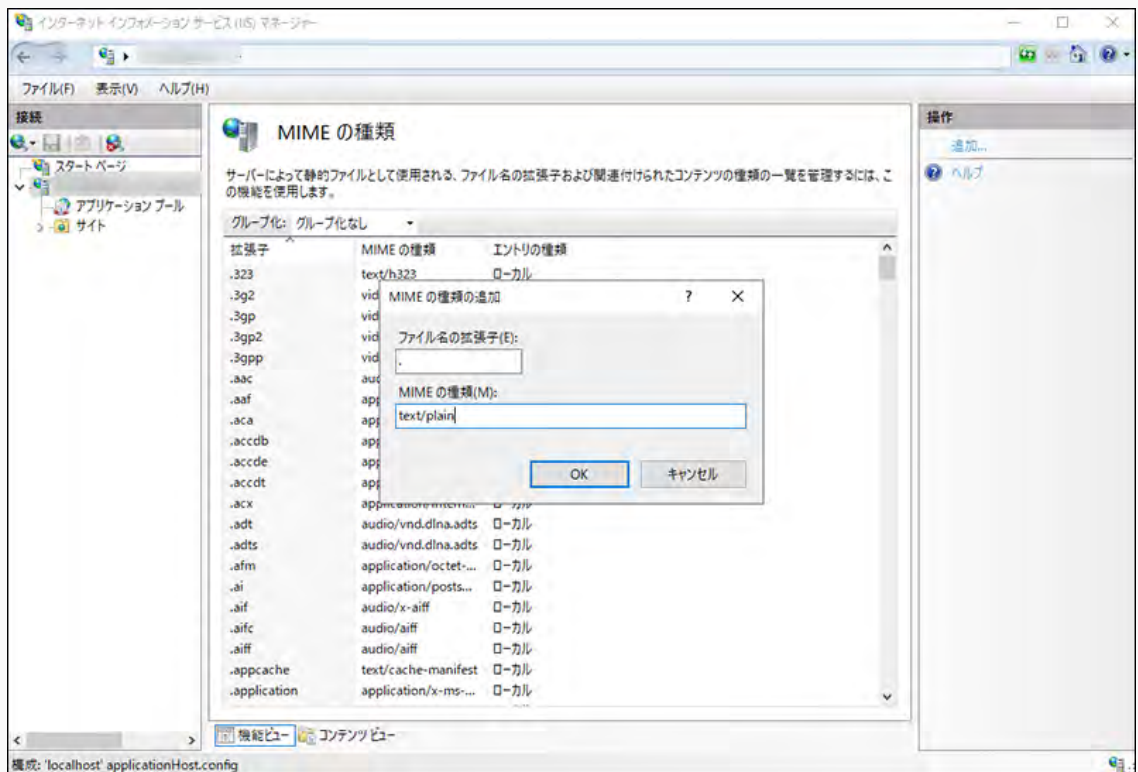 インターネット インフォメーション サービス (IIS) マネージャー
ファイル(F) 表示(V) ヘルプ(H)
接続
スタート ページ
アプリケーション プール
サイト
MIME の種類
サーバーによって静的ファイルとして使用される、ファイル名の拡張子および関連付けられたコンテンツの種類の一覧を管理するには、こ
の機能を使用します。
グループ化: グループ化なし
拡張子 MIME の種類 エントリの種類
.323 text/h323 ローカル
.3g2 vid
.3gp vid
.3gp2 vid
.3gpp vid
.aac aud
.aaf app
.aca app
.accdb app
.accde app
.accdt app
.acx ローカル
.adt audio/vnd.dlna.adts ローカル
.adts audio/vnd.dlna.adts ローカル
.afm application/octet-... ローカル
.ai application/posts... ローカル
.aif audio/x-aiff ローカル
.aifc audio/aiff ローカル
.aiff audio/aiff ローカル
.appcache text/cache-manifest ローカル
.application application/x-ms-... ローカル
MIME の種類の追加
ファイル名の拡張子(E):
.
MIME の種類(M):
text/plain
OK キャンセル
機能ビュー コンテンツ ビュー
操作
追加...
ヘルプ
構成: 'localhost' applicationHost.config